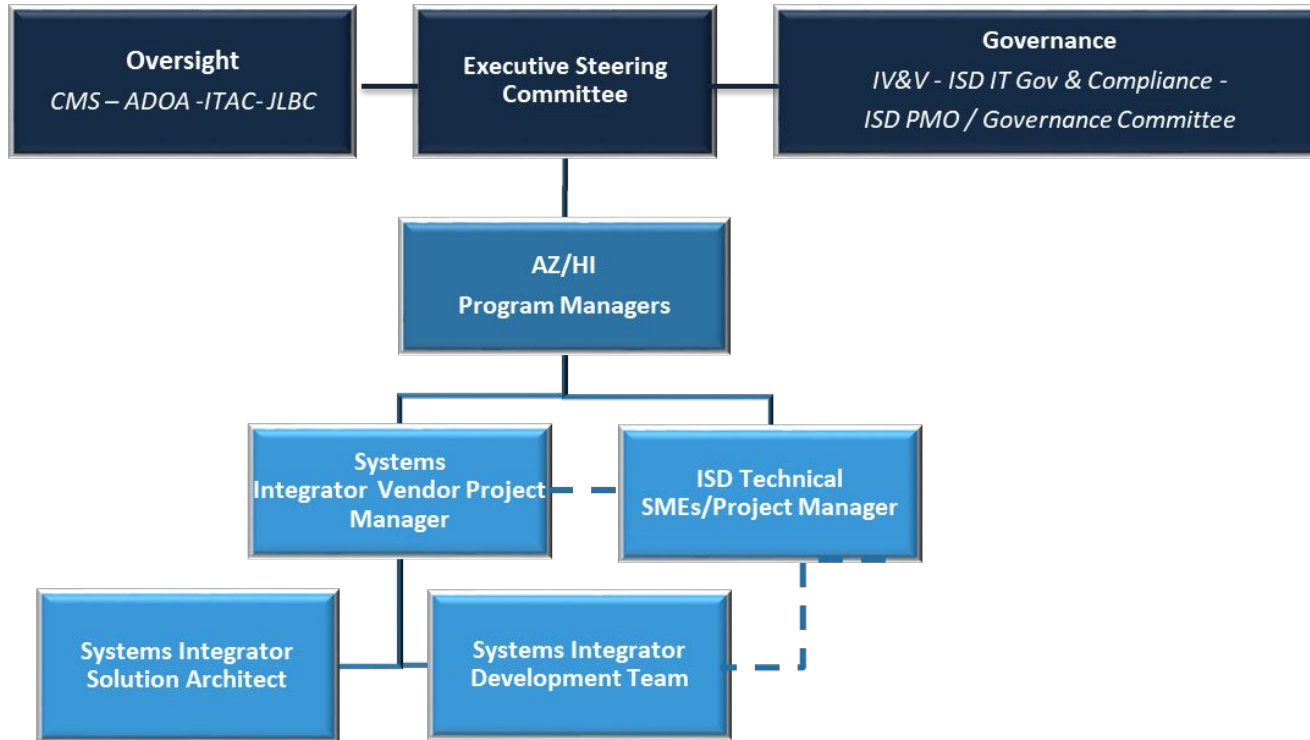 Oversight
CMS – ADOA -ITAC- JLBC
Executive Steering
Committee
Governance
IV&V - ISD IT Gov & Compliance -
ISD PMO / Governance Committee
AZ/HI
Program Managers
Systems
Integrator Vendor Project
Manager
ISD Technical
SMEs/Project Manager
Systems Integrator
Solution Architect
Systems Integrator
Development Team